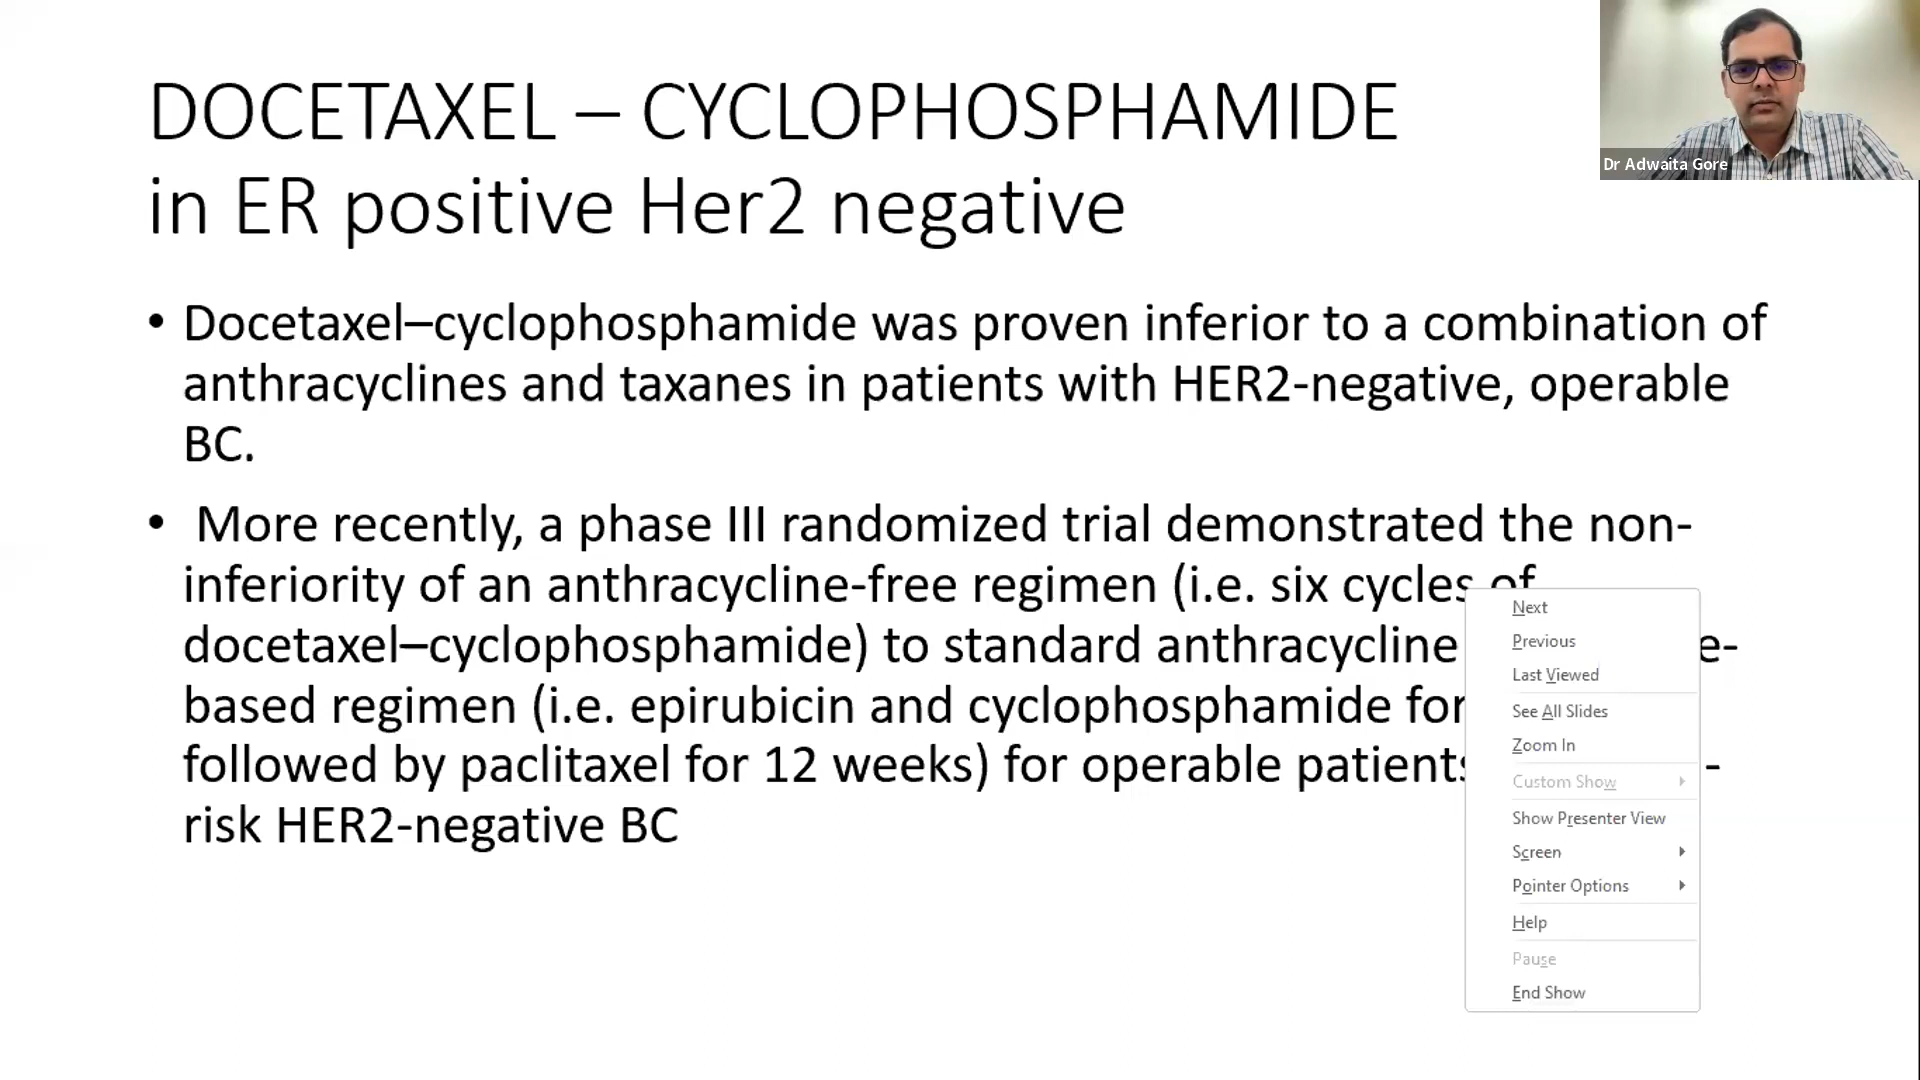 DOCETAXEL – CYCLOPHOSPHAMIDE
in ER positive Her2 negative
Dr Adwaita Gore
• Docetaxel–cyclophosphamide was proven inferior to a combination of
anthracyclines and taxanes in patients with HER2-negative, operable
BC.
• More recently, a phase III randomized trial demonstrated the non-
inferiority of an anthracycline-free regimen (i.e. six cycles of
docetaxel–cyclophosphamide) to standard anthracycline e-
based regimen (i.e. epirubicin and cyclophosphamide for
followed by paclitaxel for 12 weeks) for operable patients -
risk HER2-negative BC
Next
Previous
Last Viewed
See All Slides
Zoom In
Custom Show
Show Presenter View
Screen
Pointer Options
Help
Pause
End Show